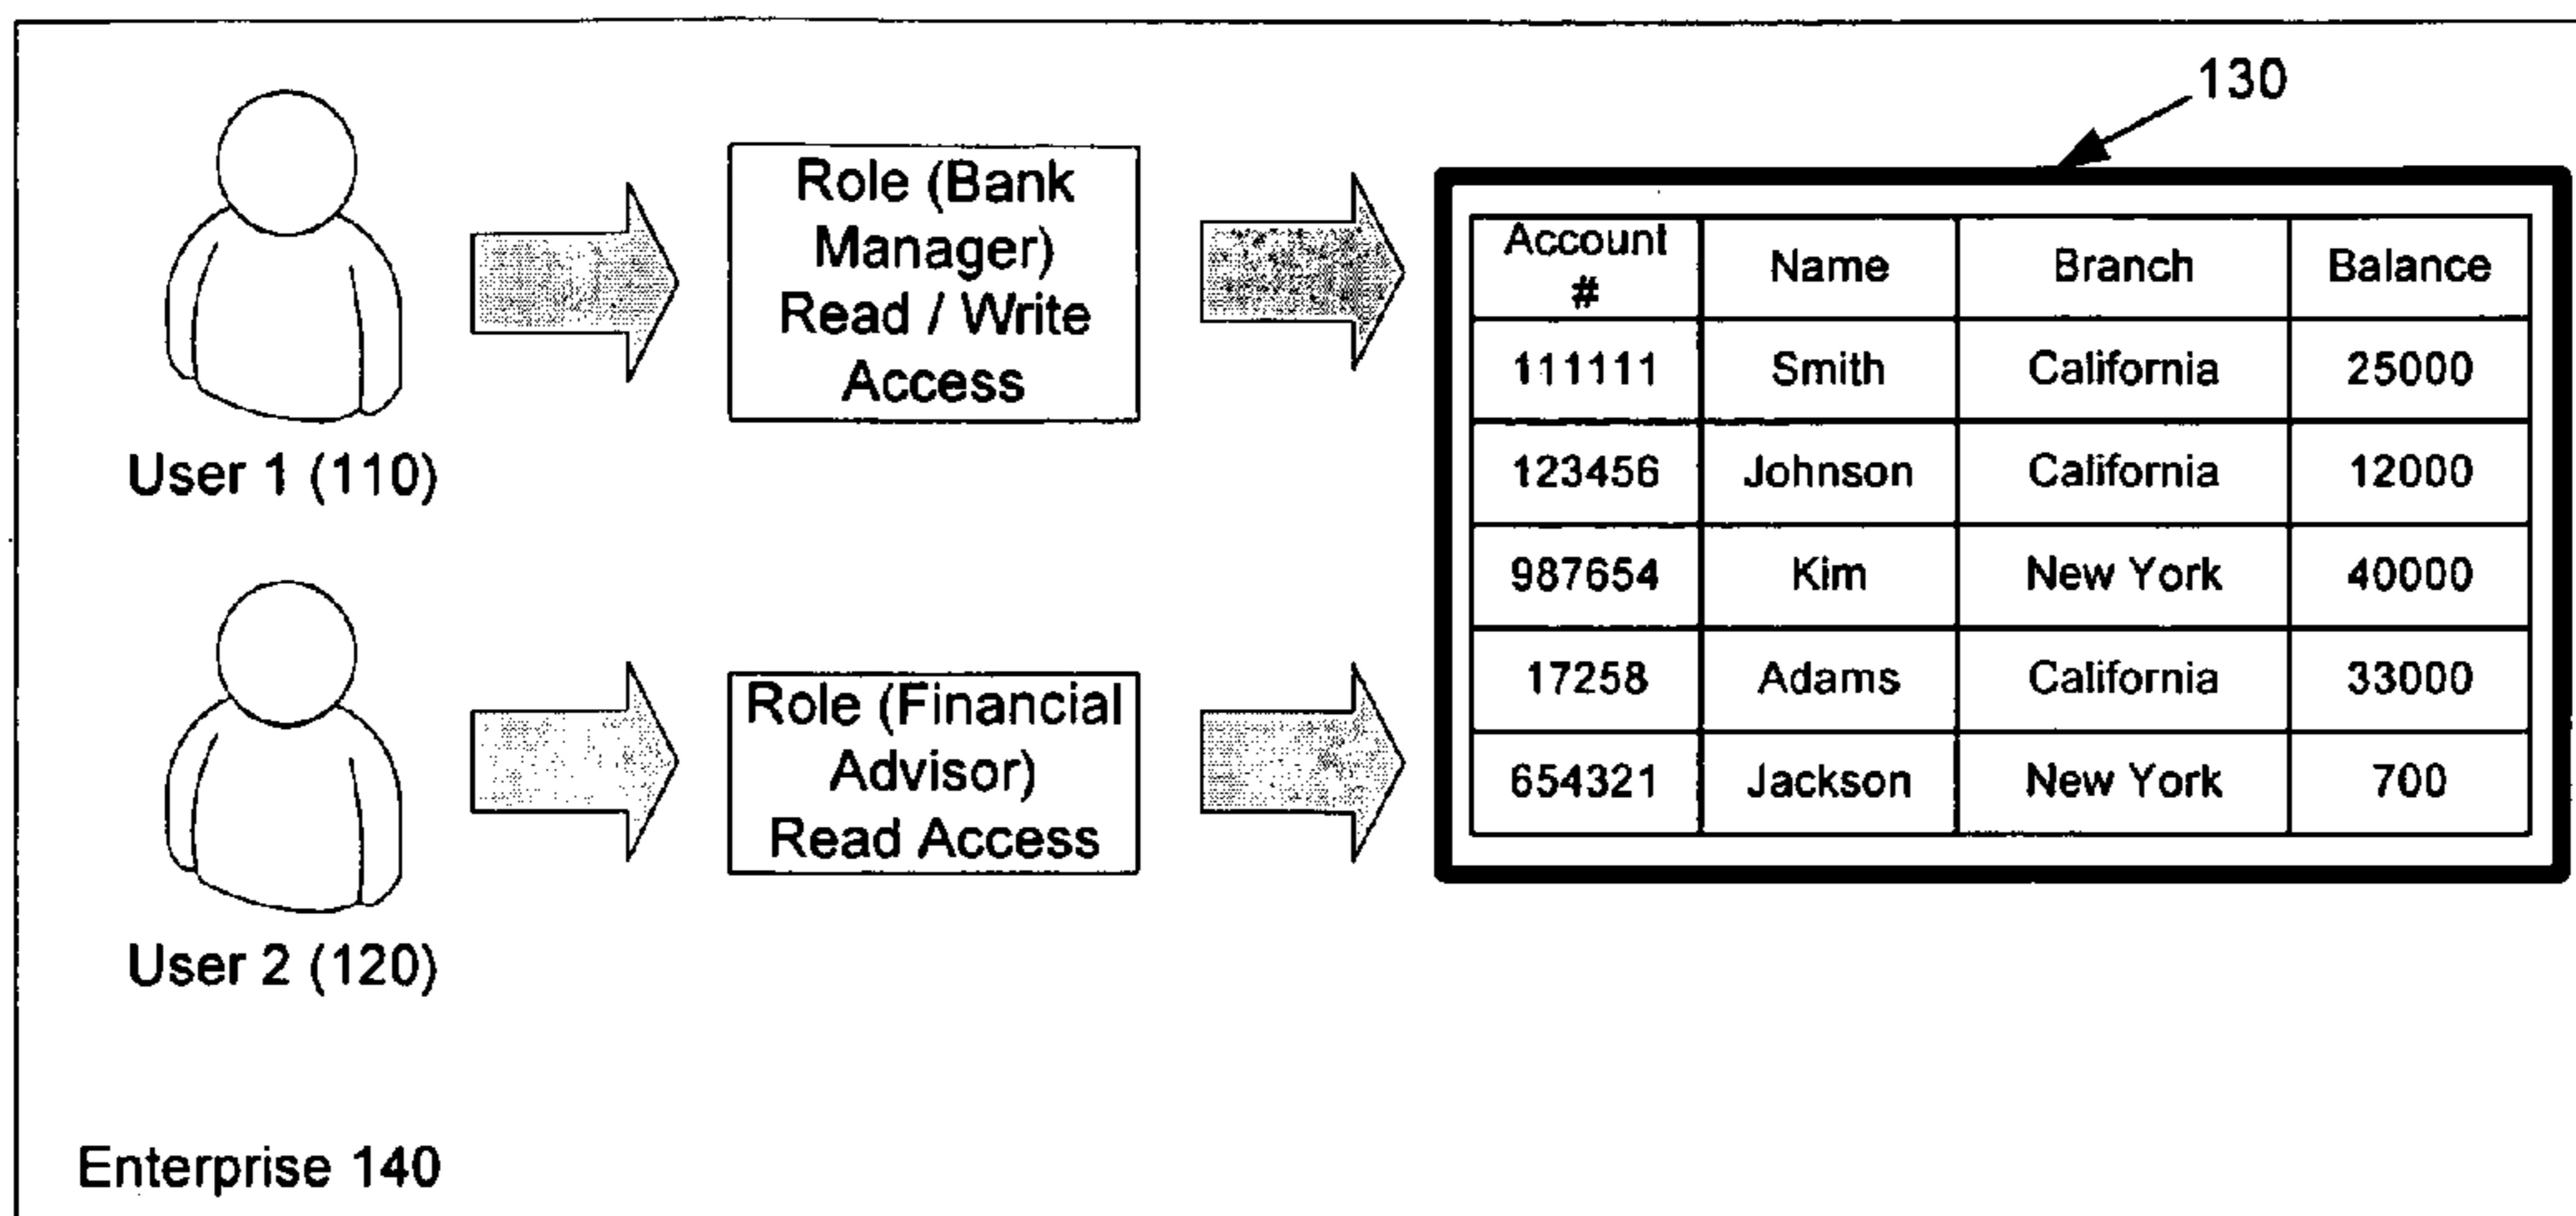 130
Role (Bank
Manager)
Read / Write
Access
User 1 (110)
Role (Financial
Advisor)
Read Access
User 2 (120)
Account
# Name Branch Balance
111111 Smith California 25000
123456 Johnson California 12000
987654 Kim New York 40000
17258 Adams California 33000
654321 Jackson New York 700
Enterprise 140